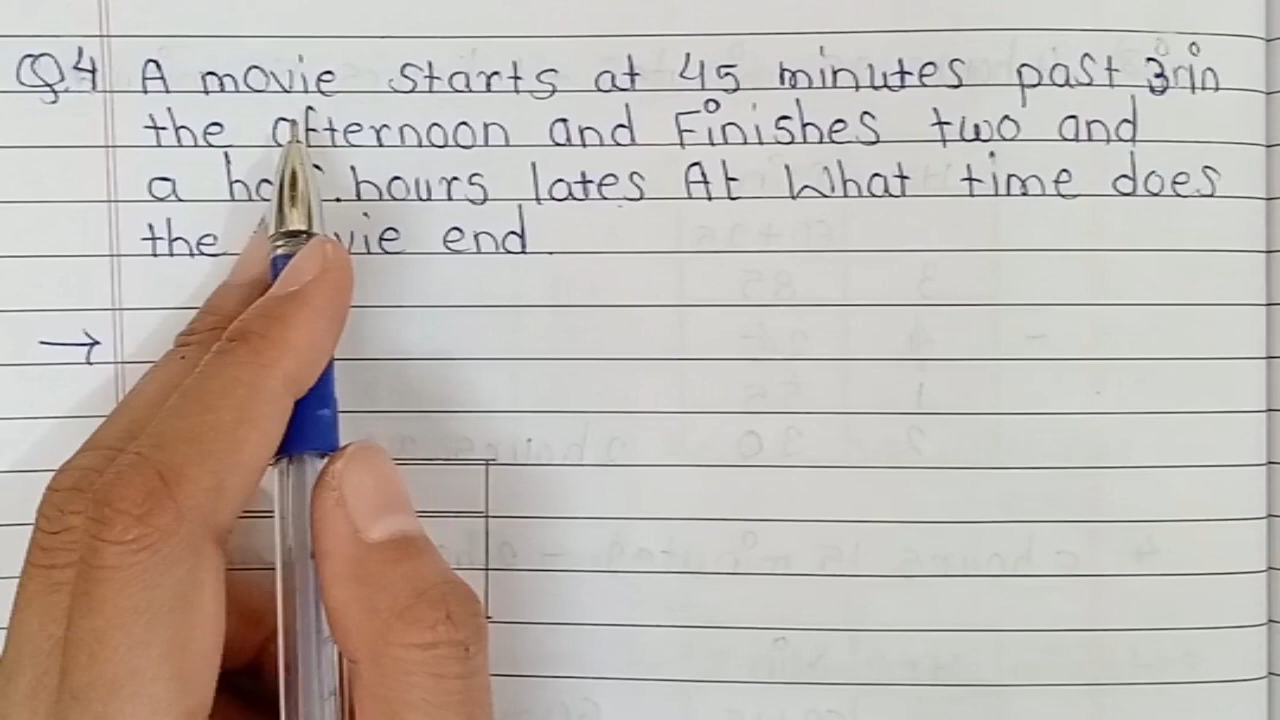 Q.4 A movie starts at 45 minutes past 3 in
the afternoon and Finishes two and
a hours lates At What time does
the end